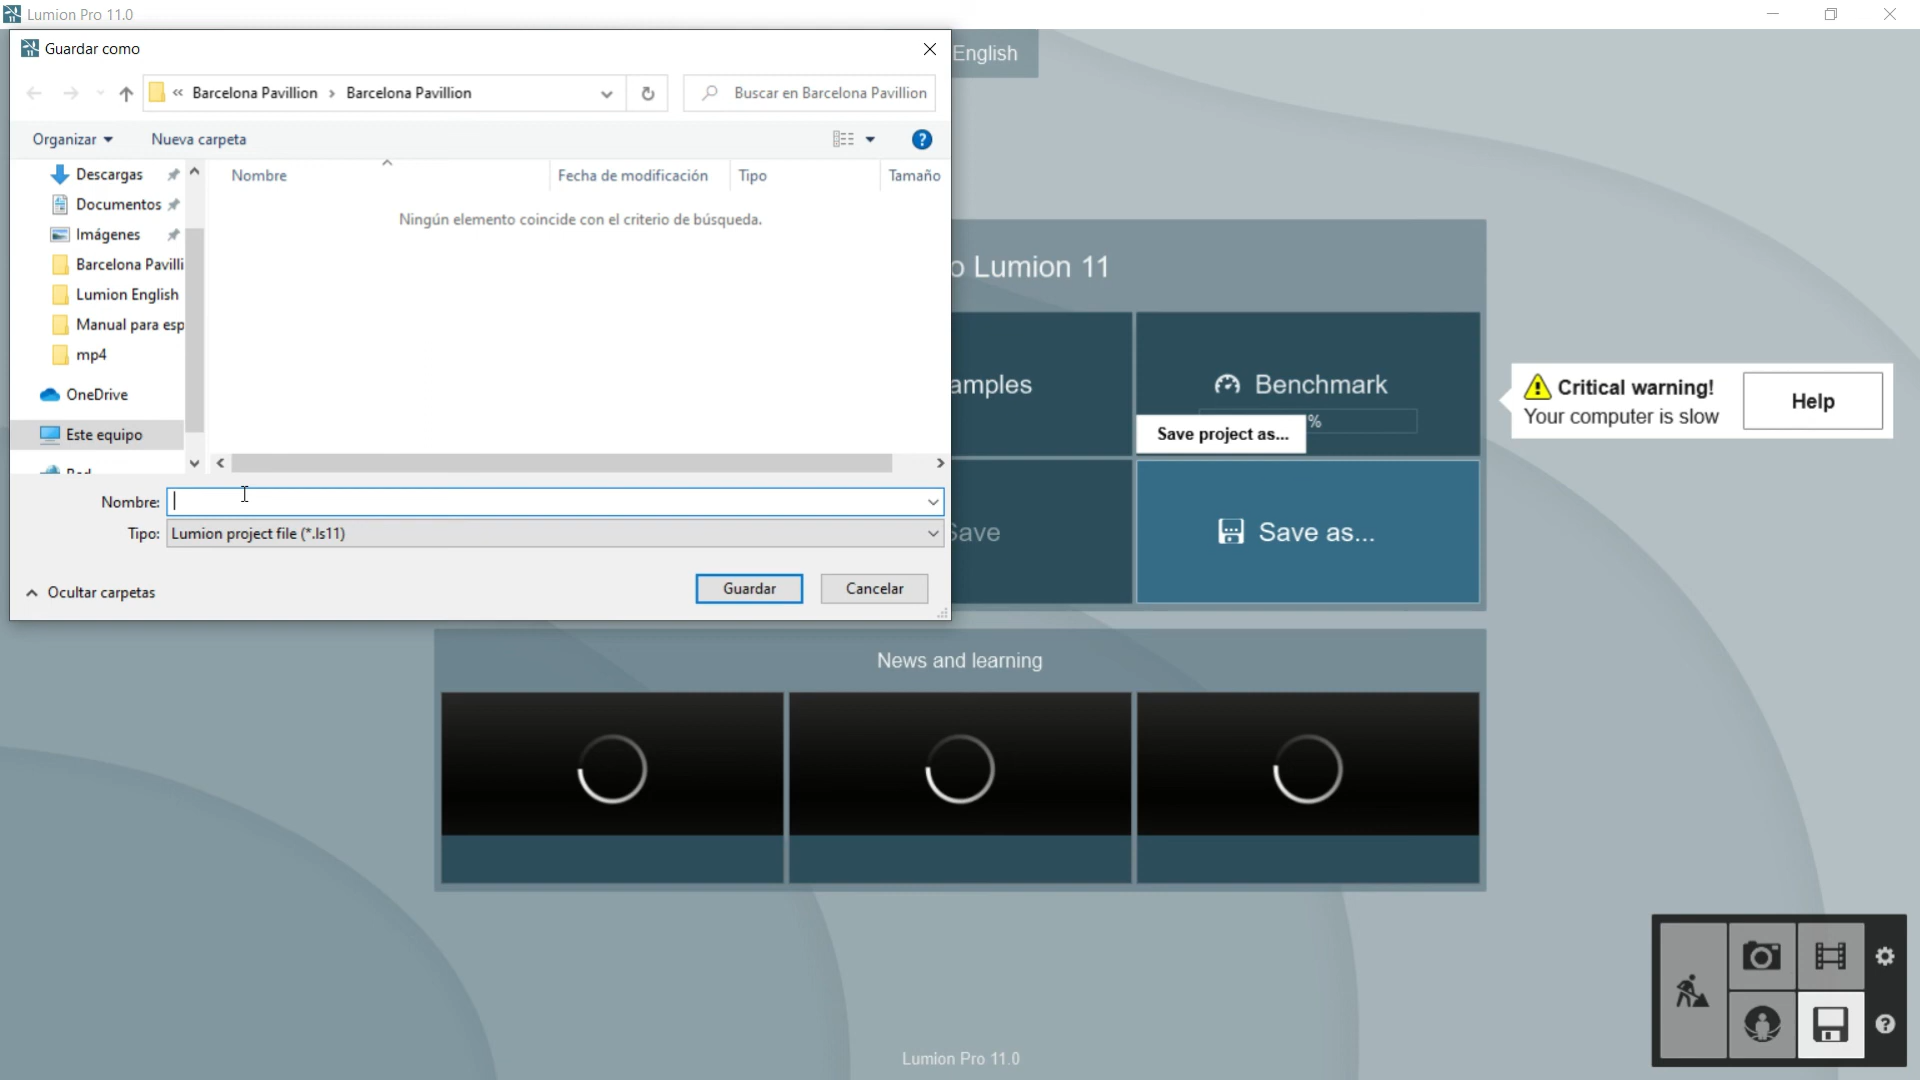 Lumion Pro 11.0
Guardar como
English
« Barcelona Pavillion › Barcelona Pavillion
Buscar en Barcelona Pavillion
Organizar
Nueva carpeta
Nombre
Fecha de modificación
Tipo
Tamaño
Ningún elemento coincide con el criterio de búsqueda.
Descargas
Documentos
Imágenes
Barcelona Pavilli
Lumion English
Manual para esp
mp4
OneDrive
Este equipo
Nombre:
Tipo: Lumion project file (*.ls11)
Ocultar carpetas
Guardar
Cancelar
o Lumion 11
amples
Benchmark
%
Save project as...
Save
Save as...
Critical warning!
Your computer is slow
Help
News and learning
Lumion Pro 11.0